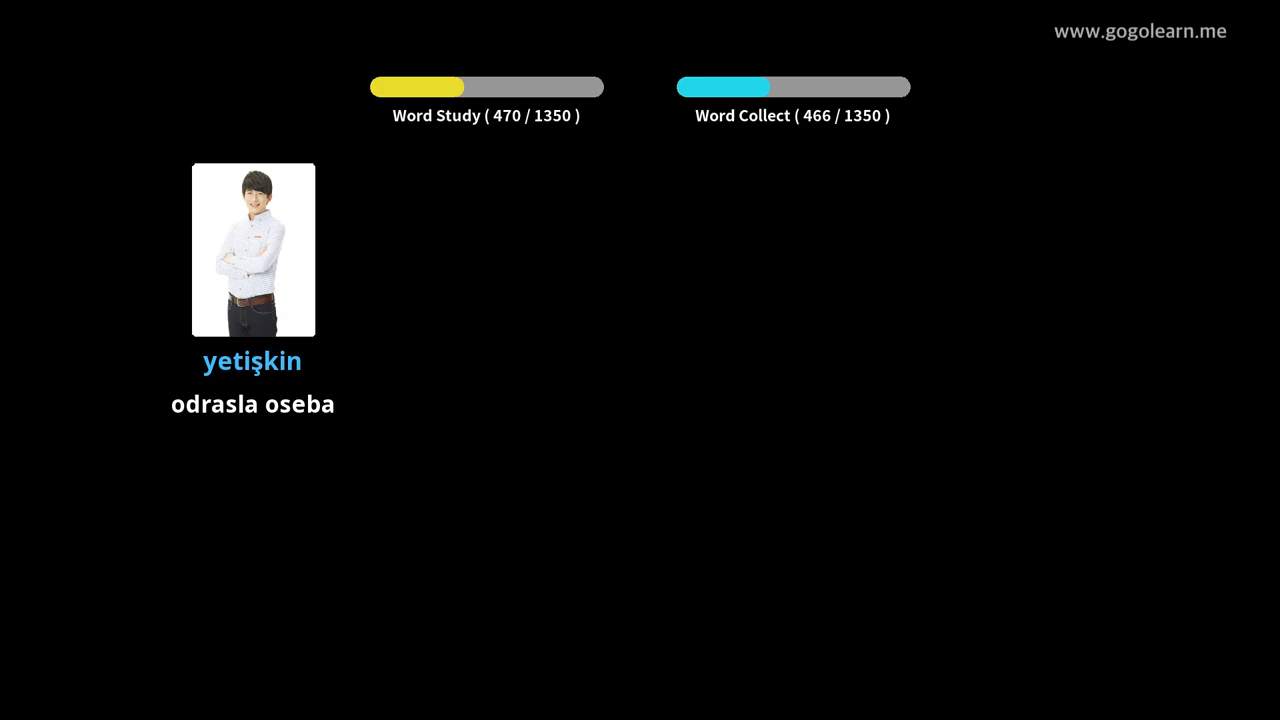 www.gogolearn.me
Word Study ( 470 / 1350 )
Word Collect ( 466 / 1350 )
yetişkin
odrasla oseba